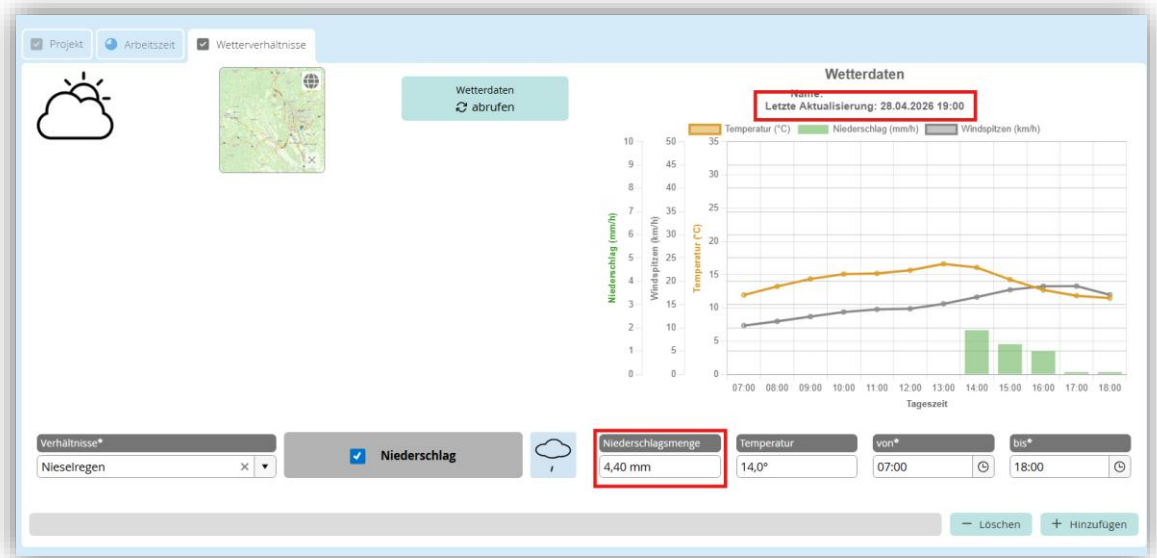 Projekt
Arbeitszeit
Wetterverhältnisse
Wetterdaten
abrufen
Wetterdaten
Name:
Letzte Aktualisierung: 28.04.2026 19:00
Temperatur (°C) Niederschlag (mm/h) Windspitzen (km/h)
10 50 35
9 45
30
8 40
7 35 25
6 30
20
5 25
15
4 20
3 15 10
2 10
5
1 5
0 0 0
Niederschlag (mm/h)
Windspitzen (km/h)
Temperatur (°C)
07:00 08:00 09:00 10:00 11:00 12:00 13:00 14:00 15:00 16:00 17:00 18:00
Tageszeit
Verhältnisse*
Nieselregen
Niederschlag
Niederschlagsmenge
4,40 mm
Temperatur
14,0°
von*
07:00
bis*
18:00
− Löschen
+ Hinzufügen